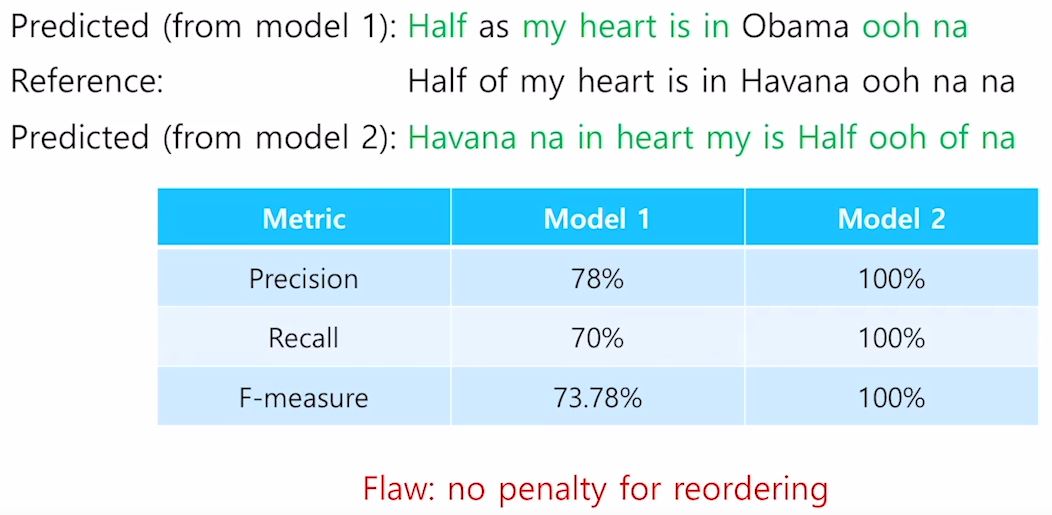 Predicted (from model 1): Half as my heart is in Obama ooh na
Reference: Half of my heart is in Havana ooh na na
Predicted (from model 2): Havana na in heart my is Half ooh of na
Metric Model 1 Model 2
Precision 78% 100%
Recall 70% 100%
F-measure 73.78% 100%
Flaw: no penalty for reordering